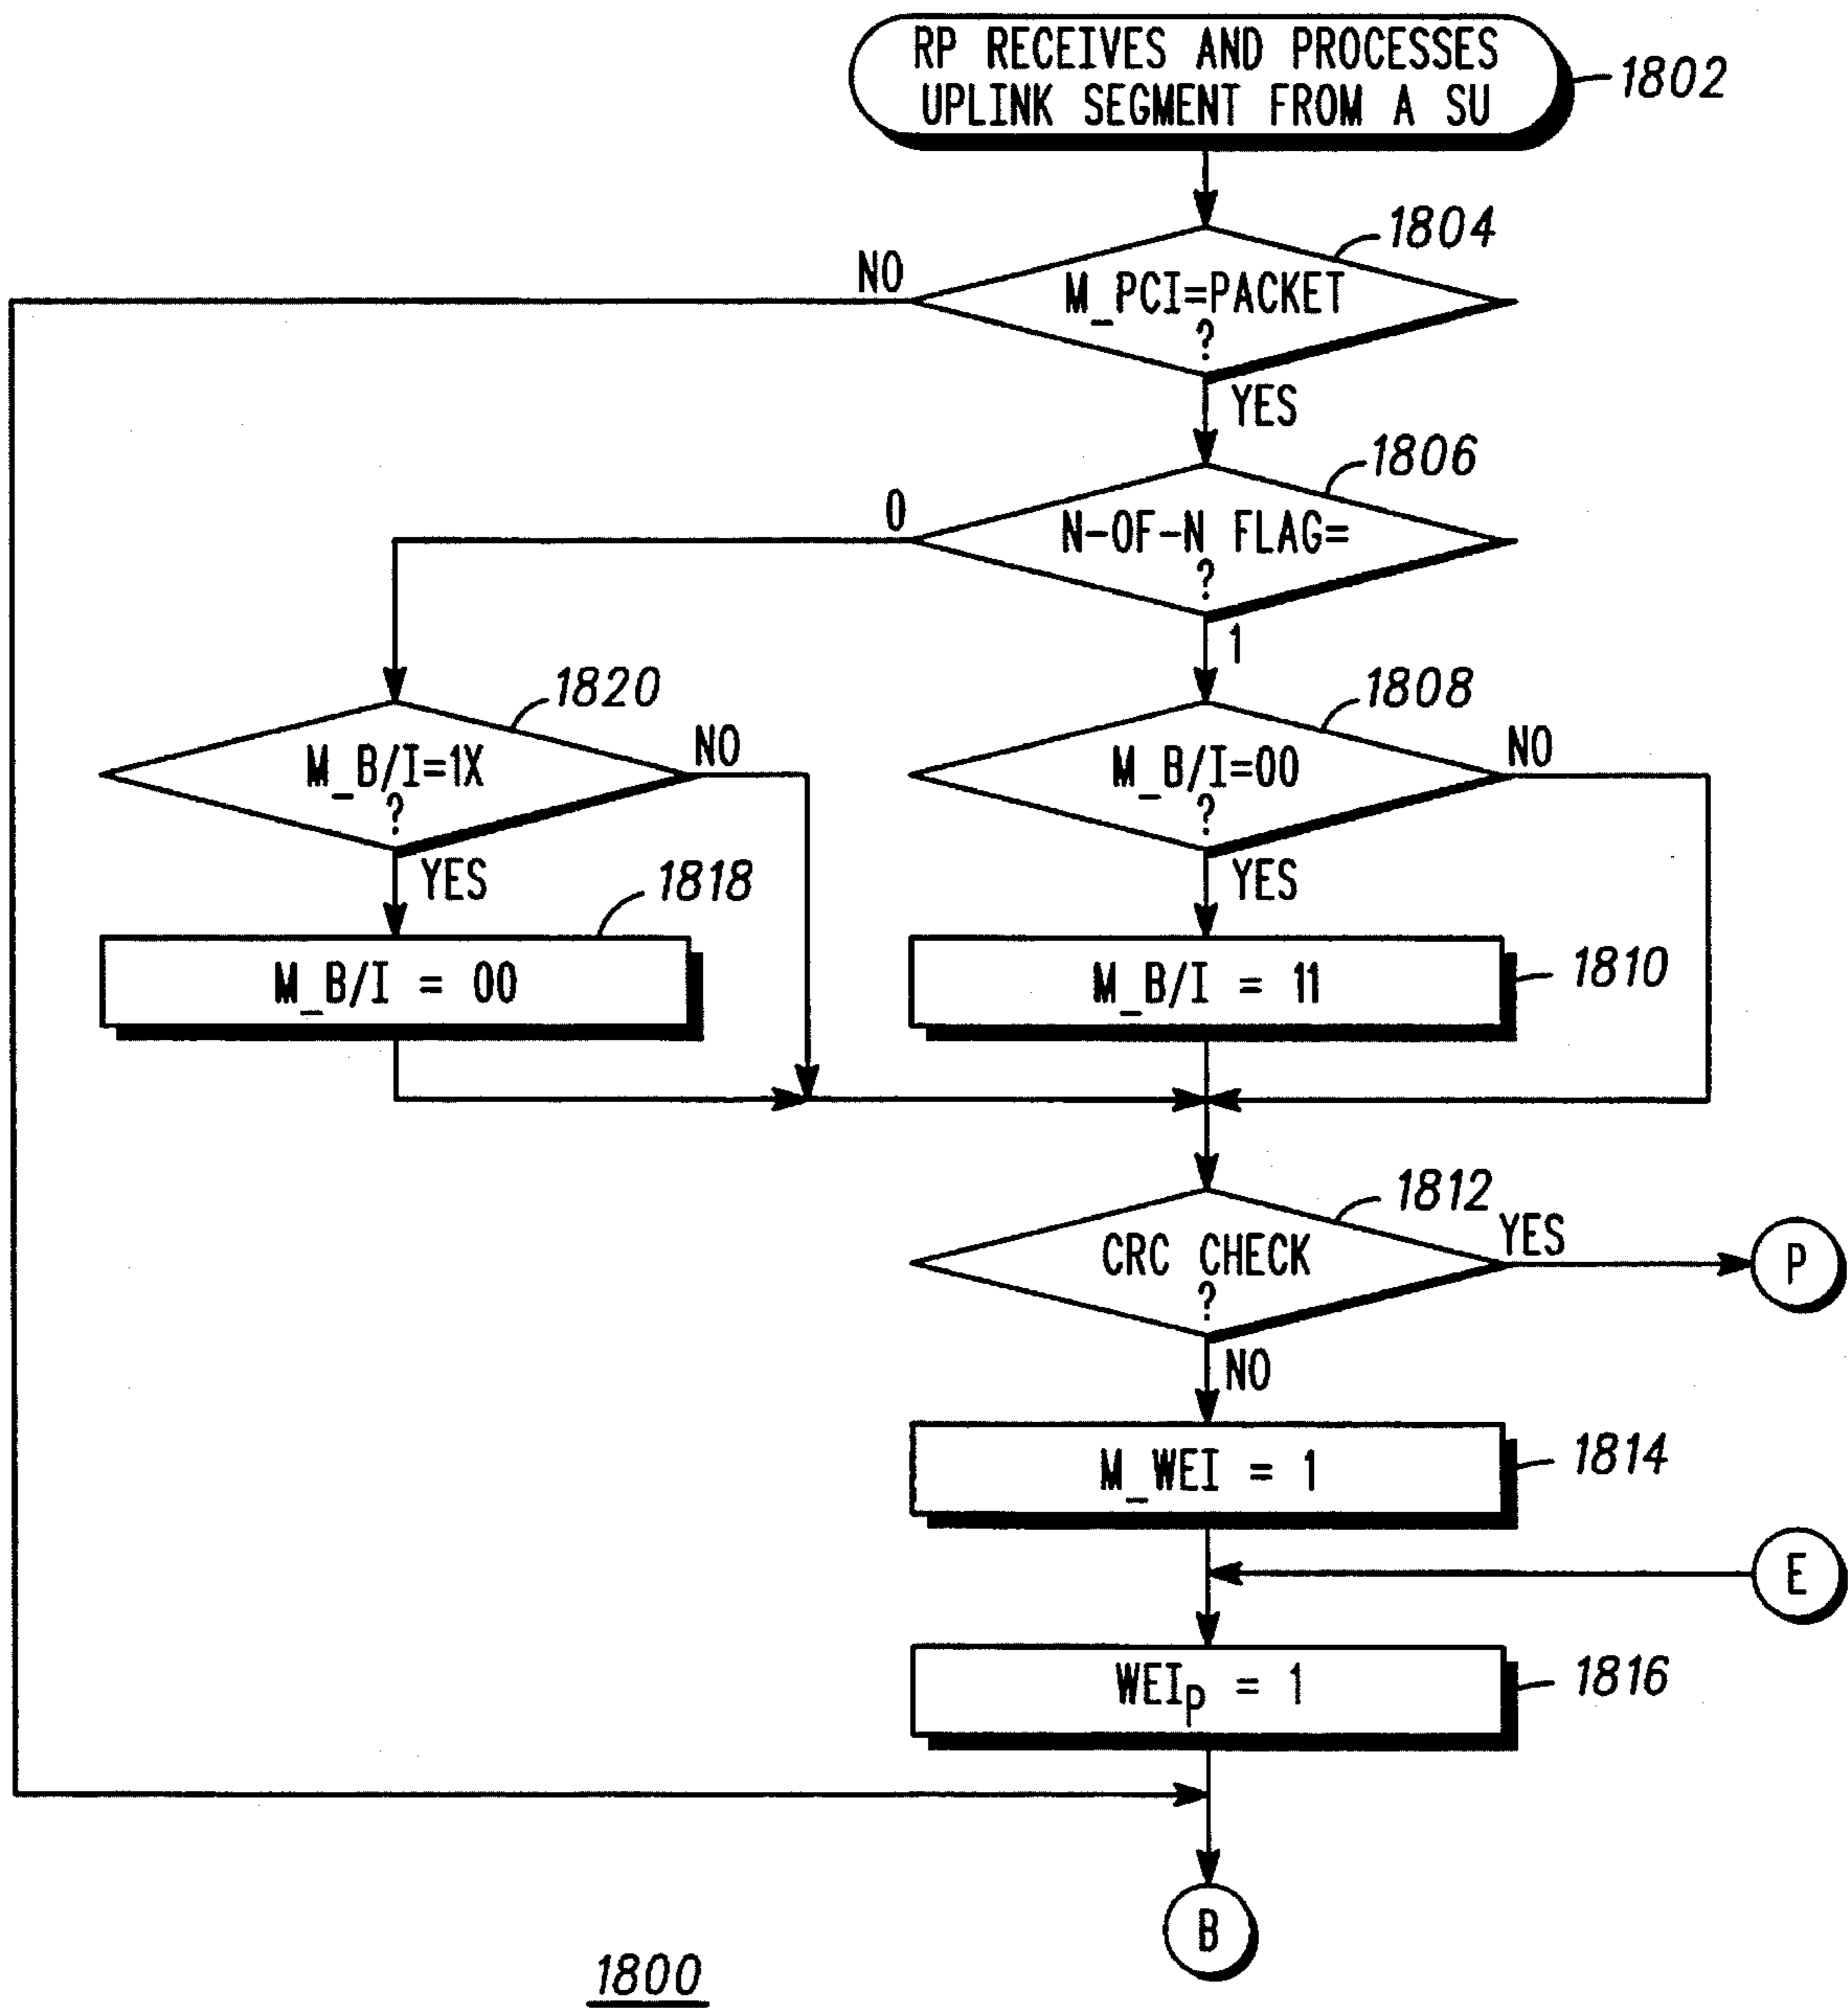 RP RECEIVES AND PROCESSES
UPLINK SEGMENT FROM A SU
1802
1804
NO
M_PCI=PACKET
?
YES
1806
0
N-OF-N FLAG=
?
1
1820
1808
M_B/I=1X
?
NO
M_B/I=00
?
NO
YES
1818
YES
M_B/I = 00
M_B/I = 11
1810
1812
CRC CHECK
?
YES
P
NO
M_WEI = 1
1814
E
WEIp = 1
1816
B
1800